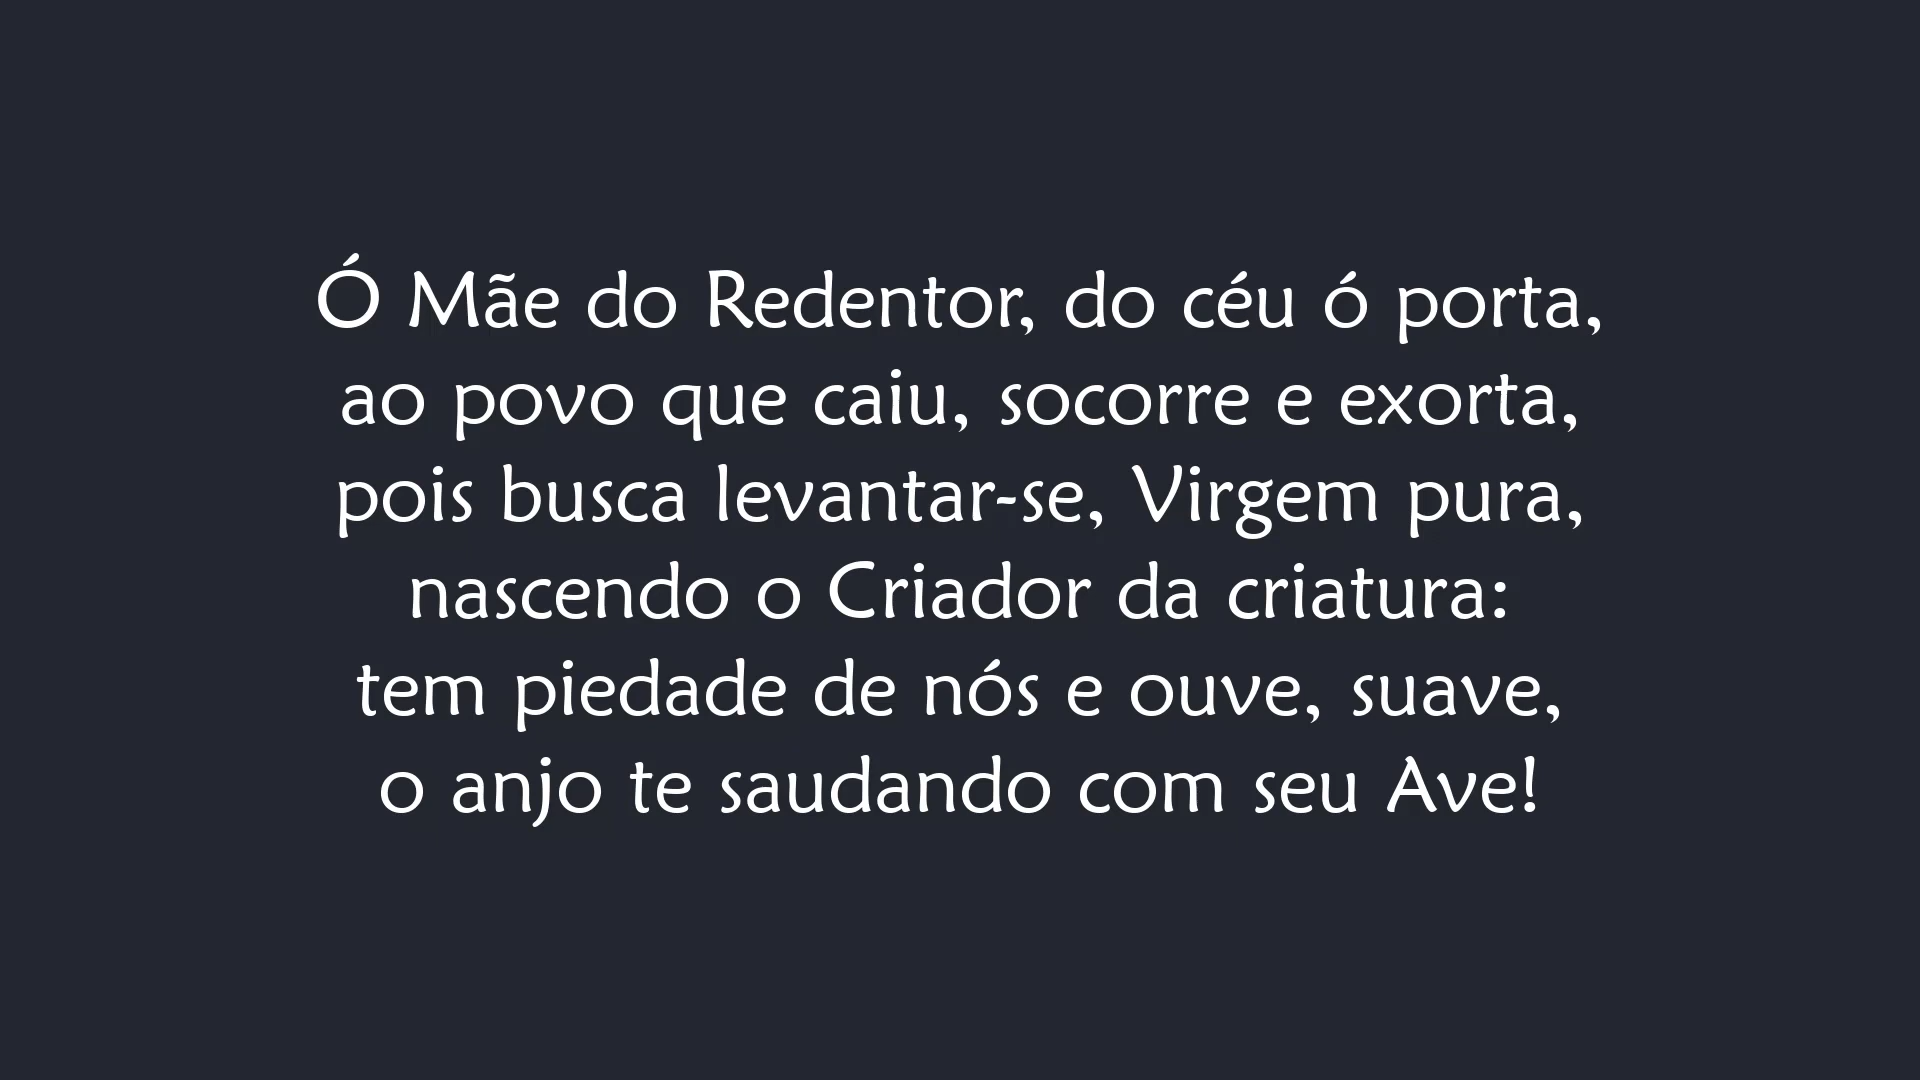 Ó Mãe do Redentor, do céu ó porta,
ao povo que caiu, socorre e exorta,
pois busca levantar-se, Virgem pura,
nascendo o Criador da criatura:
tem piedade de nós e ouve, suave,
o anjo te saudando com seu Ave!